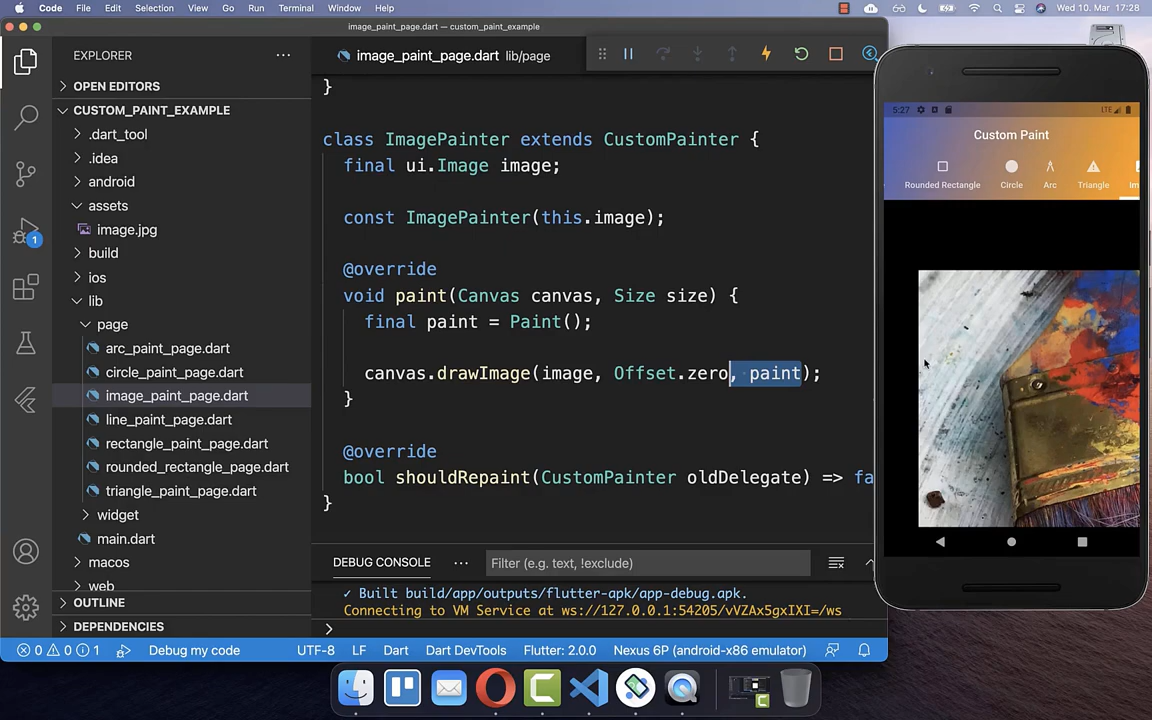 Code File Edit Selection View Go Run Terminal Window Help
Wed 10. Mar 17:28
image_paint_page.dart — custom_paint_example
EXPLORER
OPEN EDITORS
CUSTOM_PAINT_EXAMPLE
.dart_tool
.idea
android
assets
image.jpg
build
ios
lib
page
arc_paint_page.dart
circle_paint_page.dart
image_paint_page.dart
line_paint_page.dart
rectangle_paint_page.dart
rounded_rectangle_page.dart
triangle_paint_page.dart
widget
main.dart
macos
web
OUTLINE
DEPENDENCIES
1
image_paint_page.dart lib/page
}
class ImagePainter extends CustomPainter {
final ui.Image image;
const ImagePainter(this.image);
@override
void paint(Canvas canvas, Size size) {
final paint = Paint();
canvas.drawImage(image, Offset.zero, paint);
}
@override
bool shouldRepaint(CustomPainter oldDelegate) => fa
}
DEBUG CONSOLE
Filter (e.g. text, !exclude)
✓ Built build/app/outputs/flutter-apk/app-debug.apk.
Connecting to VM Service at ws://127.0.0.1:54205/vVZAx5gxIXI=/ws
0 0 1 Debug my code UTF-8 LF Dart Dart DevTools Flutter: 2.0.0 Nexus 6P (android-x86 emulator)
5:27 LTE
Custom Paint
Rounded Rectangle Circle Arc Triangle Im